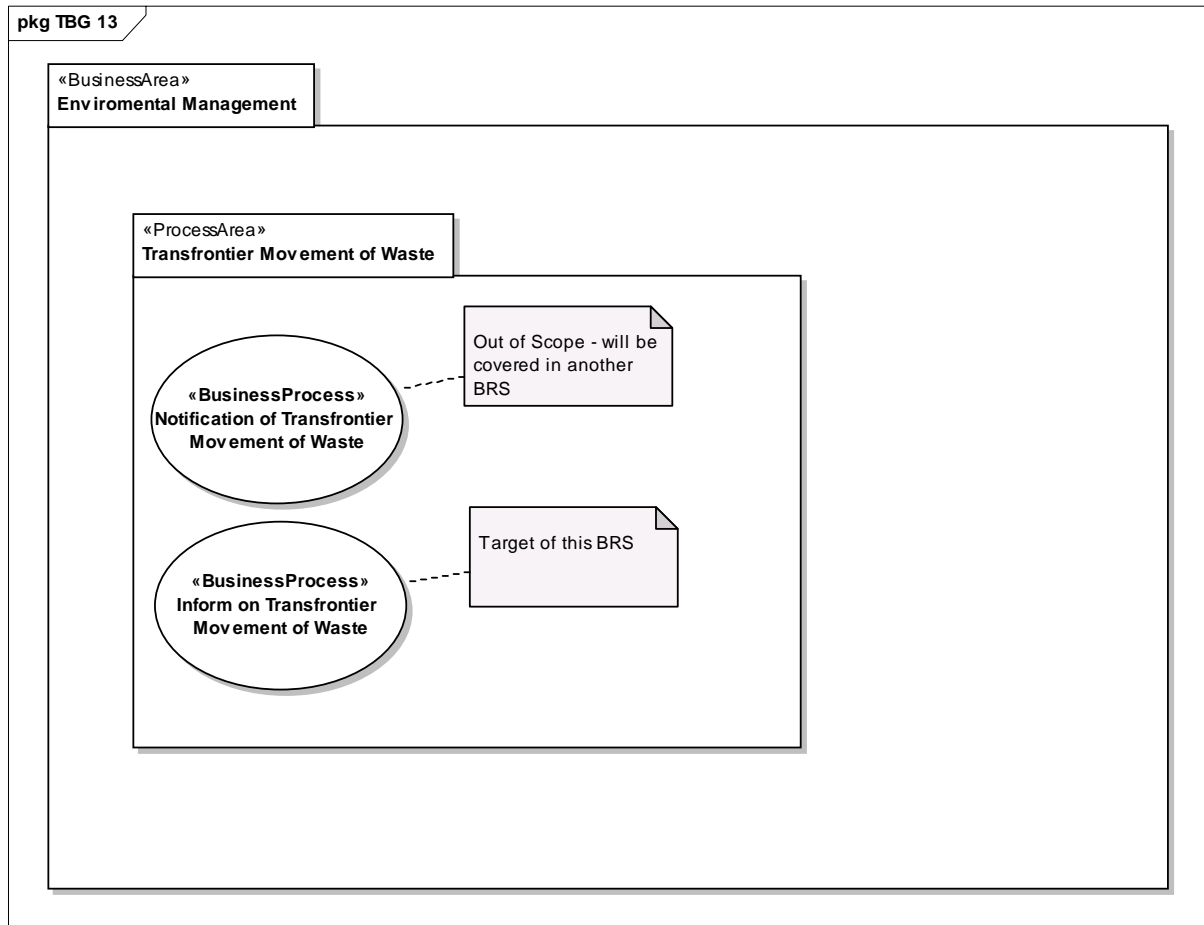 pkg TBG 13
«BusinessArea»
Enviromental Management
«ProcessArea»
Transfrontier Movement of Waste
Out of Scope - will be
covered in another
BRS
«BusinessProcess»
Notification of Transfrontier
Movement of Waste
Target of this BRS
«BusinessProcess»
Inform on Transfrontier
Movement of Waste